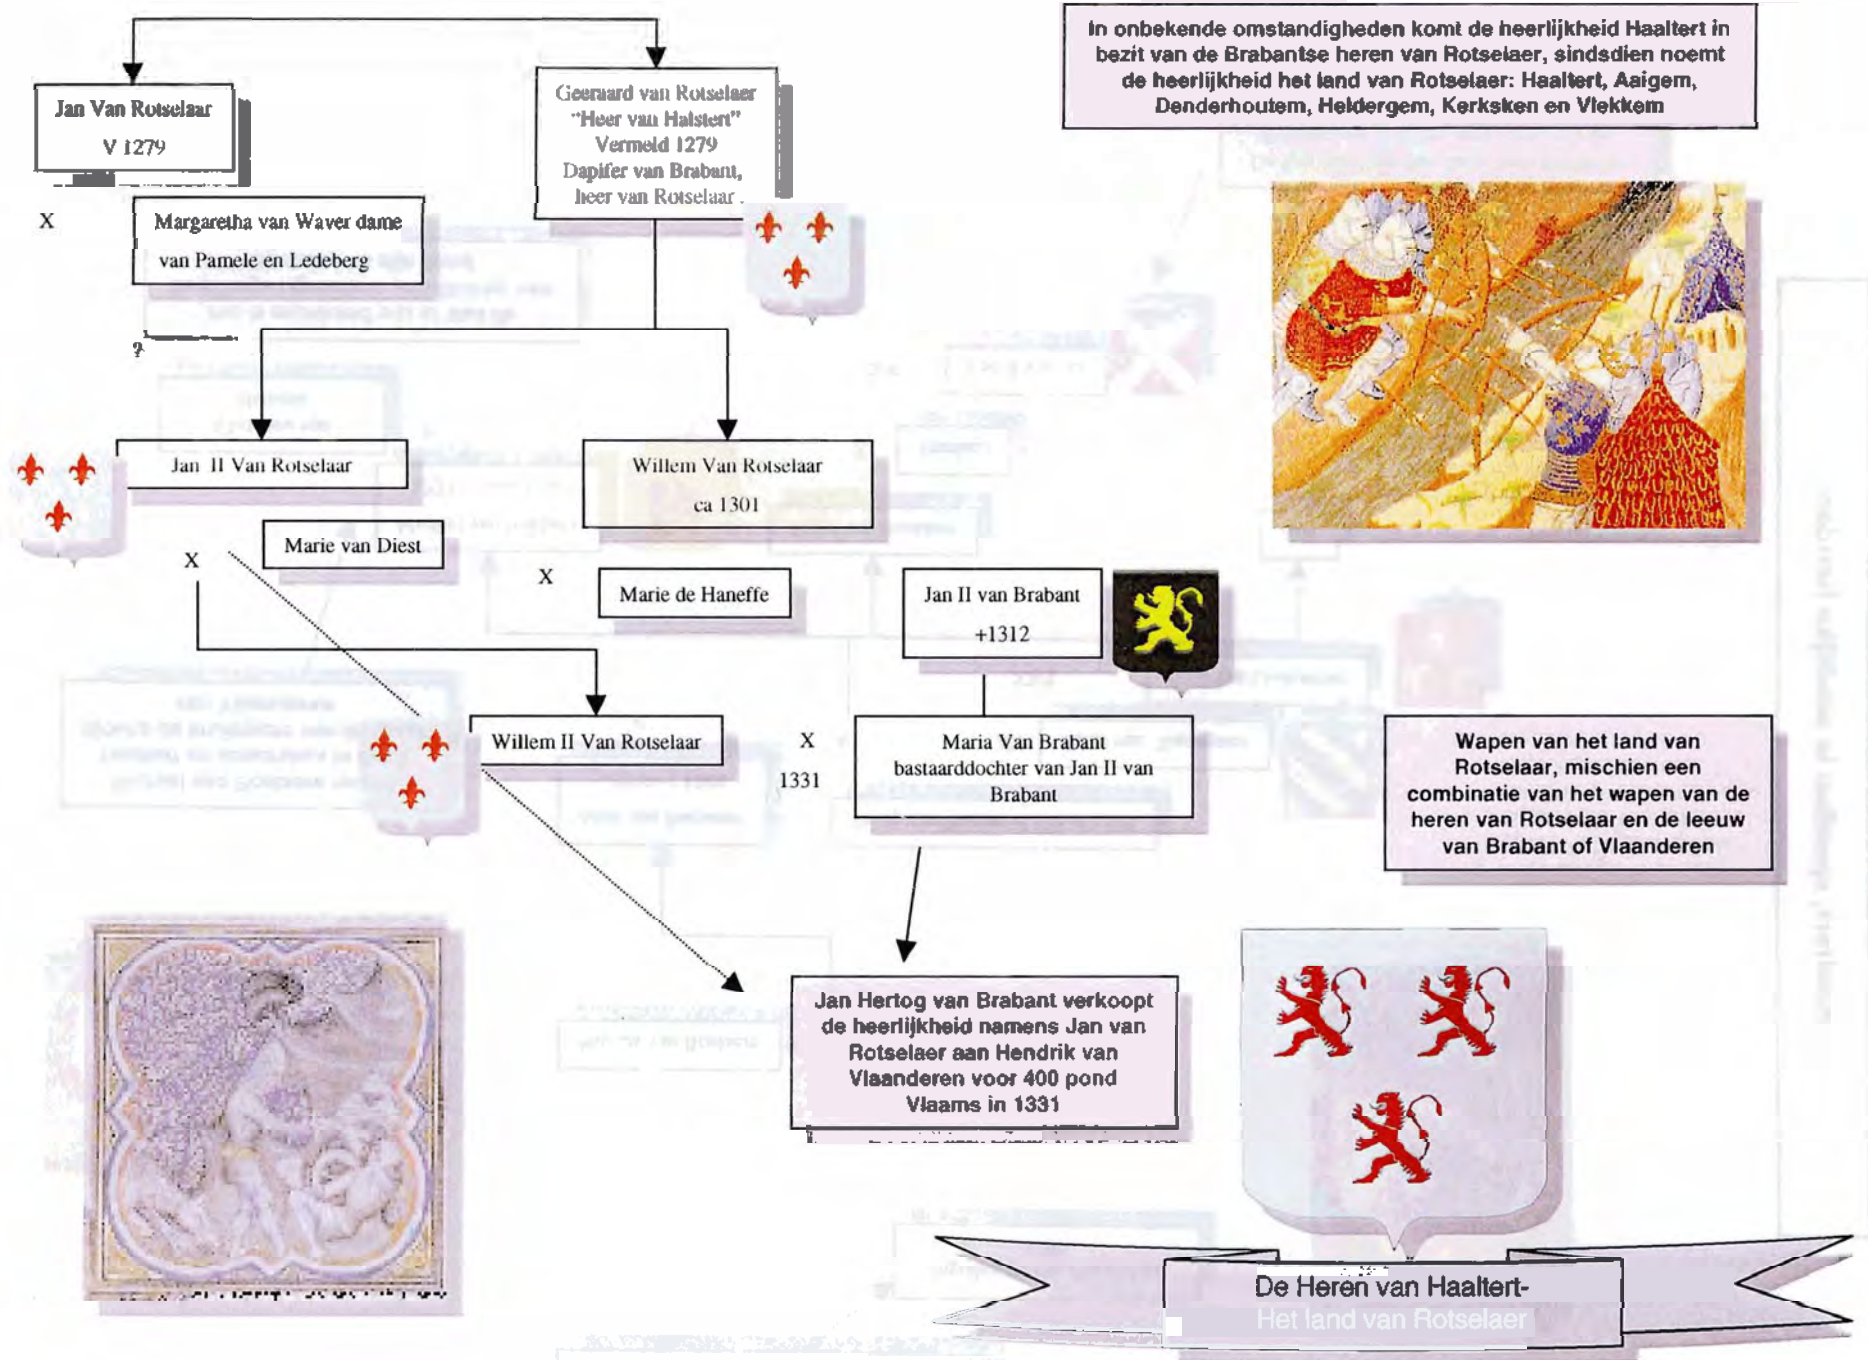 In onbekende omstandigheden komt de heerlijkheid Haaltert in
bezit van de Brabantse heren van Rotselaer, sindsdien noemt
de heerlijkheid het land van Rotselaer: Haaltert, Aaigem,
Denderhoutem, Heldergem, Kerksken en Vlekkem
Jan Van Rotselaar
V 1279
Geeraard van Rotselaer
"Heer van Halstert"
Vermeld 1279
Dapifer van Brabant,
heer van Rotselaar .
X
Margaretha van Waver dame
van Pamele en Ledeberg
?
Jan II Van Rotselaar
Willem Van Rotselaar
ca 1301
X
Marie van Diest
X
Marie de Haneffe
Jan II van Brabant
+1312
Willem II Van Rotselaar
X
1331
Maria Van Brabant
bastaarddochter van Jan II van
Brabant
Wapen van het land van
Rotselaar, mischien een
combinatie van het wapen van de
heren van Rotselaar en de leeuw
van Brabant of Vlaanderen
Jan Hertog van Brabant verkoopt
de heerlijkheid namens Jan van
Rotselaer aan Hendrik van
Vlaanderen voor 400 pond
Vlaams in 1331
De Heren van Haaltert-
Het land van Rotselaer